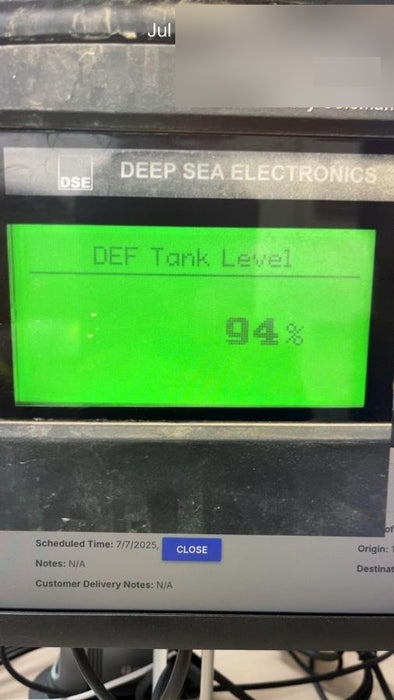 Jul
DSE
DEEP SEA ELECTRONICS
DEF Tank Level
94%
Scheduled Time: 7/7/2025,
CLOSE
Origin:
Notes: N/A
Destinat
Customer Delivery Notes: N/A